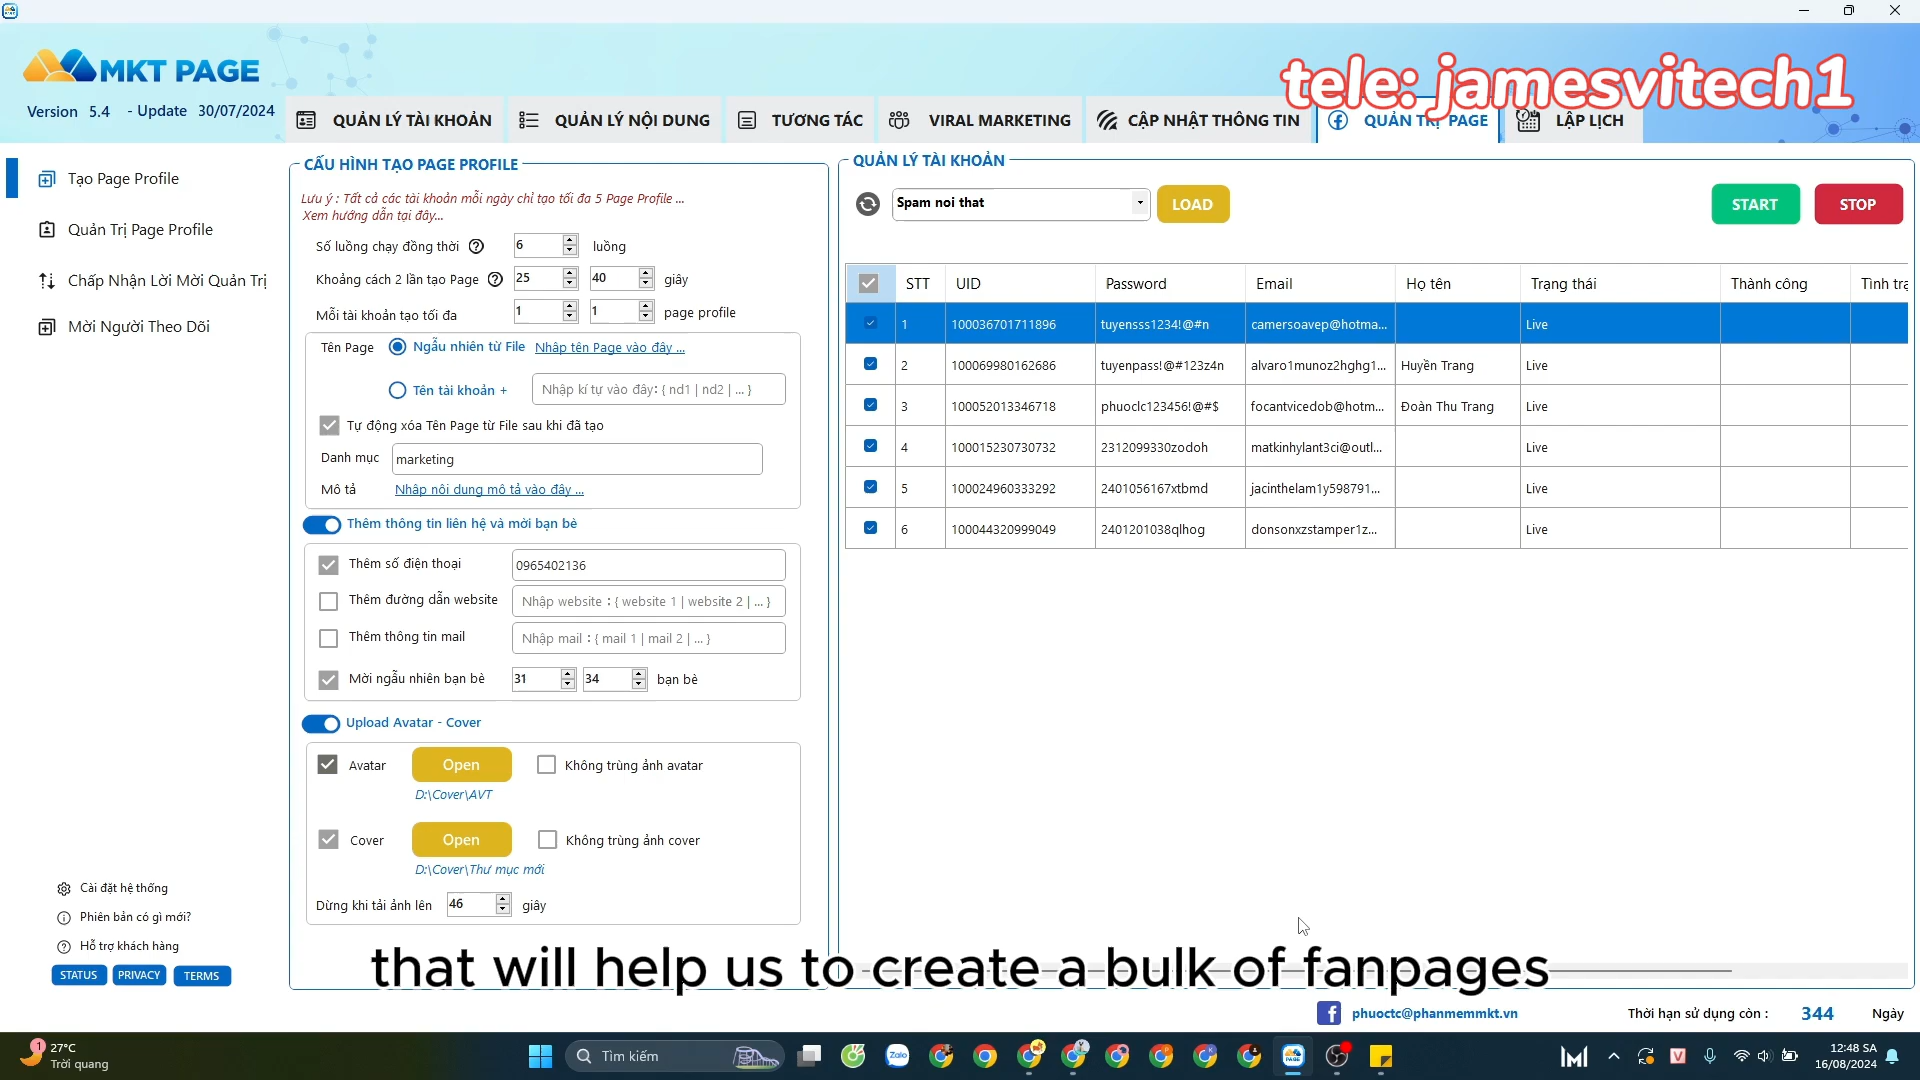 MKT PAGE
Version 5.4 - Update 30/07/2024
tele: jamesvitech1
QUẢN LÝ TÀI KHOẢN
QUẢN LÝ NỘI DUNG
TƯƠNG TÁC
VIRAL MARKETING
CẬP NHẬT THÔNG TIN
QUẢN TRỊ PAGE
LẬP LỊCH
Tạo Page Profile
Quản Trị Page Profile
Chấp Nhận Lời Mời Quản Trị
Mời Người Theo Dõi
CẤU HÌNH TẠO PAGE PROFILE
Lưu ý : Tất cả các tài khoản mỗi ngày chỉ tạo tối đa 5 Page Profile ...
Xem hướng dẫn tại đây...
Số luồng chạy đồng thời 6 luồng
Khoảng cách 2 lần tạo Page 25 40 giây
Mỗi tài khoản tạo tối đa 1 1 page profile
Tên Page Ngẫu nhiên từ File Nhập tên Page vào đây ...
Tên tài khoản + Nhập kí tự vào đây: { nd1 | nd2 | ... }
Tự động xóa Tên Page từ File sau khi đã tạo
Danh mục marketing
Mô tả Nhập nội dung mô tả vào đây ...
Thêm thông tin liên hệ và mời bạn bè
Thêm số điện thoại 0965402136
Thêm đường dẫn website Nhập website : { website 1 | website 2 | ... }
Thêm thông tin mail Nhập mail : { mail 1 | mail 2 | ... }
Mời ngẫu nhiên bạn bè 31 34 bạn bè
Upload Avatar - Cover
Avatar Open Không trùng ảnh avatar
D:\Cover\AVT
Cover Open Không trùng ảnh cover
D:\Cover\Thư mục mới
Dừng khi tải ảnh lên 46 giây
QUẢN LÝ TÀI KHOẢN
Spam noi that LOAD START STOP
STT UID Password Email Họ tên Trạng thái Thành công Tình trạ
1 100036701711896 tuyensss1234!@#n camersoavep@hotma... Live
2 100069980162686 tuyenpass!@#123z4n alvaro1munoz2hghg1... Huyền Trang Live
3 100052013346718 phuoclc123456!@#$ focantvicedob@hotm... Đoàn Thu Trang Live
4 100015230730732 2312099330zodoh matkinhylant3ci@outl... Live
5 100024960333292 2401056167xtbmd jacinthelam1y598791... Live
6 100044320999049 2401201038qlhog donsonxzstamper1z... Live
Cài đặt hệ thống
Phiên bản có gì mới?
Hỗ trợ khách hàng
STATUS PRIVACY TERMS
that will help us to create a bulk of fanpages
phuoctc@phanmemmkt.vn
Thời hạn sử dụng còn : 344 Ngày
1
27°C
Trời quang
Tìm kiếm
Zalo
12:48 SA
16/08/2024